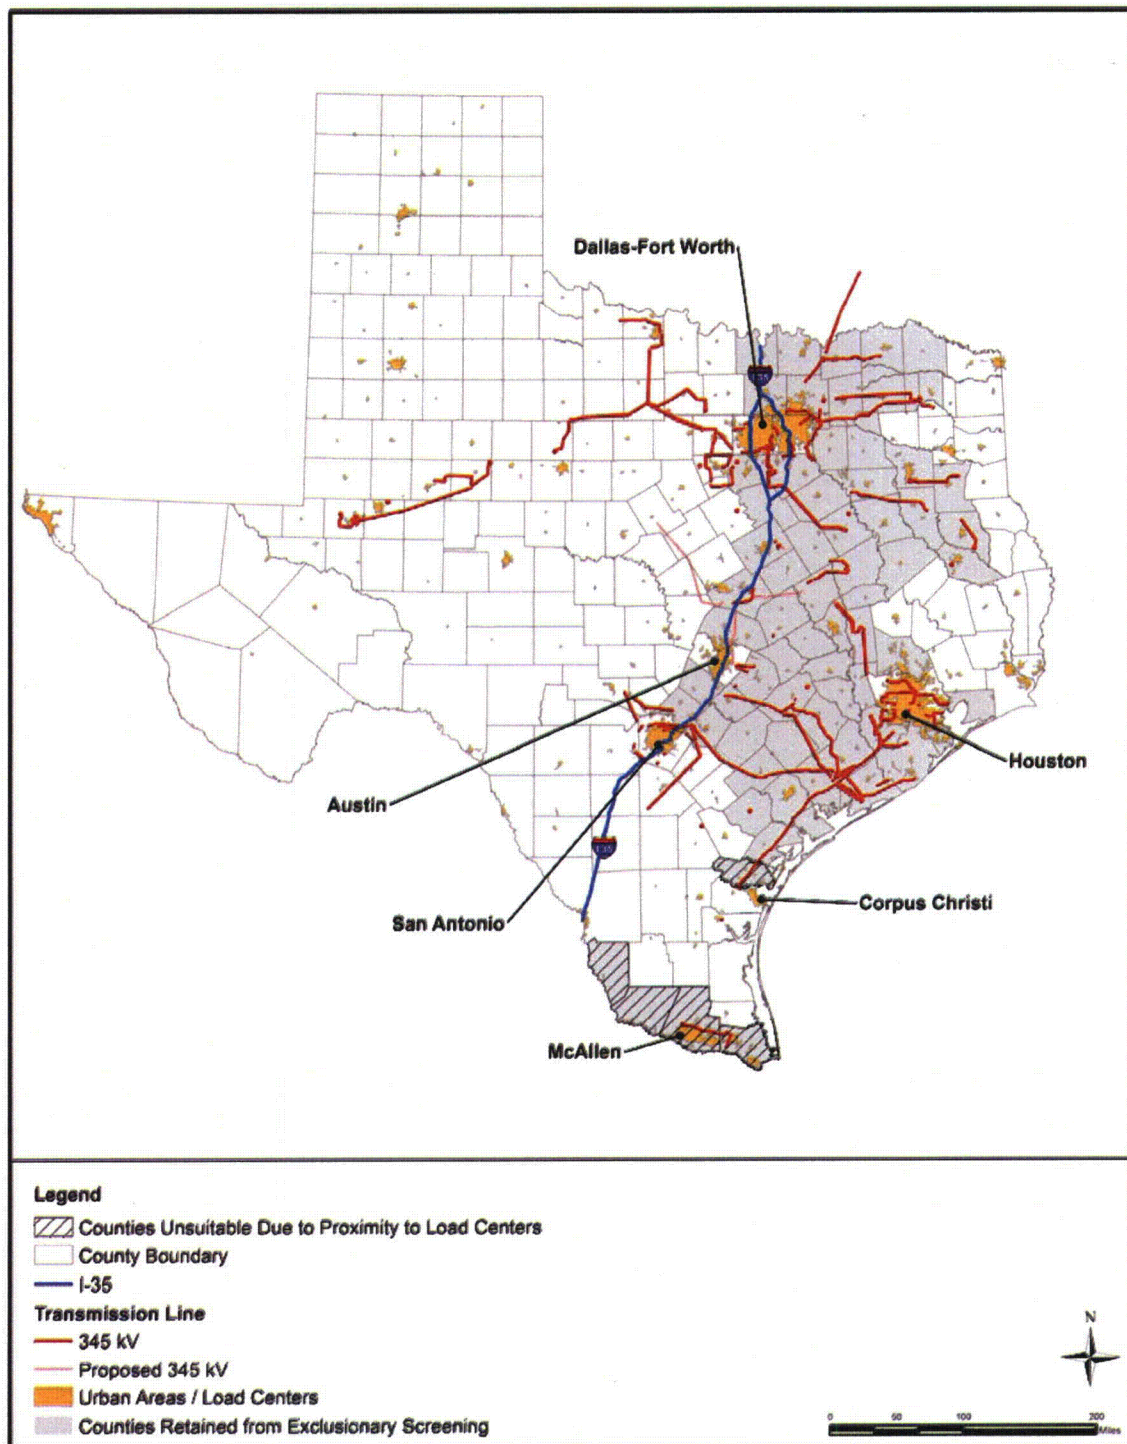 Dallas-Fort Worth
I-35
Houston
Austin
I-35
Corpus Christi
San Antonio
McAllen
Legend
Counties Unsuitable Due to Proximity to Load Centers
County Boundary
I-35
Transmission Line
345 kV
Proposed 345 kV
Urban Areas / Load Centers
Counties Retained from Exclusionary Screening
N
0 50 100 200
Miles